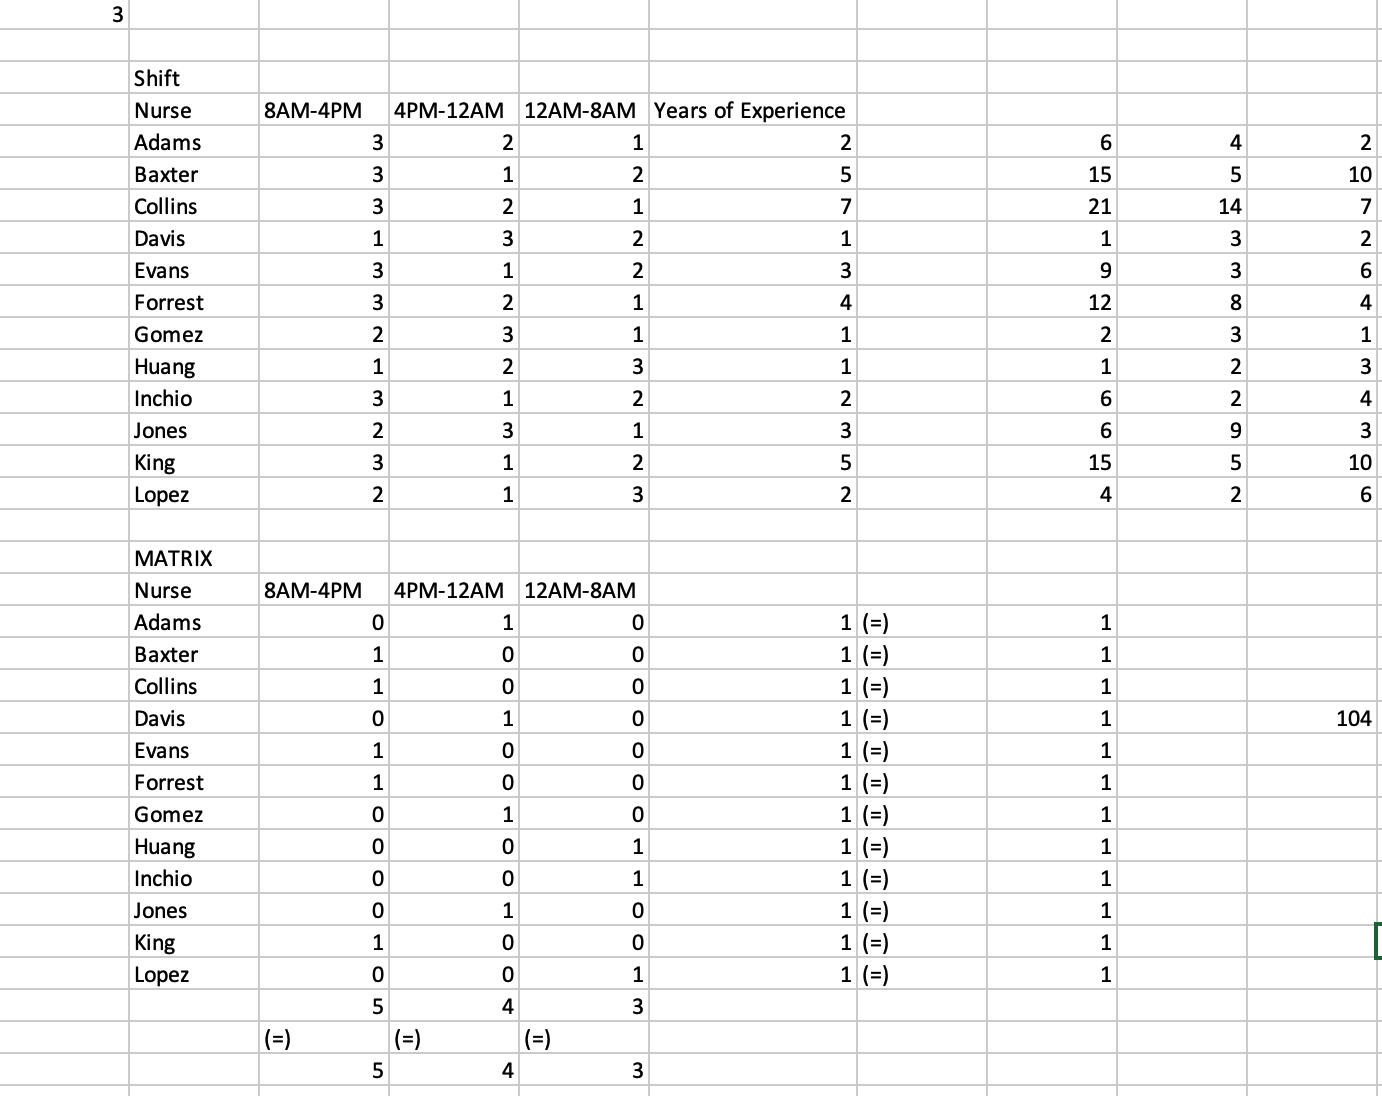 3
Shift
Nurse 8AM-4PM 4PM-12AM 12AM-8AM Years of Experience
Adams 3 2 1 2 6 4 2
Baxter 3 1 2 5 15 5 10
Collins 3 2 1 7 21 14 7
Davis 1 3 2 1 1 3 2
Evans 3 1 2 3 9 3 6
Forrest 3 2 1 4 12 8 4
Gomez 2 3 1 1 2 3 1
Huang 1 2 3 1 1 2 3
Inchio 3 1 2 2 6 2 4
Jones 2 3 1 3 6 9 3
King 3 1 2 5 15 5 10
Lopez 2 1 3 2 4 2 6
MATRIX
Nurse 8AM-4PM 4PM-12AM 12AM-8AM
Adams 0 1 0 1 (=) 1
Baxter 1 0 0 1 (=) 1
Collins 1 0 0 1 (=) 1
Davis 0 1 0 1 (=) 1 104
Evans 1 0 0 1 (=) 1
Forrest 1 0 0 1 (=) 1
Gomez 0 1 0 1 (=) 1
Huang 0 0 1 1 (=) 1
Inchio 0 0 1 1 (=) 1
Jones 0 1 0 1 (=) 1
King 1 0 0 1 (=) 1
Lopez 0 0 1 1 (=) 1
5 4 3
(=) (=) (=)
5 4 3